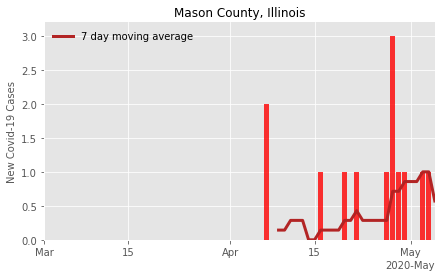 Mason County, Illinois
7 day moving average
New Covid-19 Cases
3.0
2.5
2.0
1.5
1.0
0.5
0.0
Mar
15
Apr
15
May
2020-May